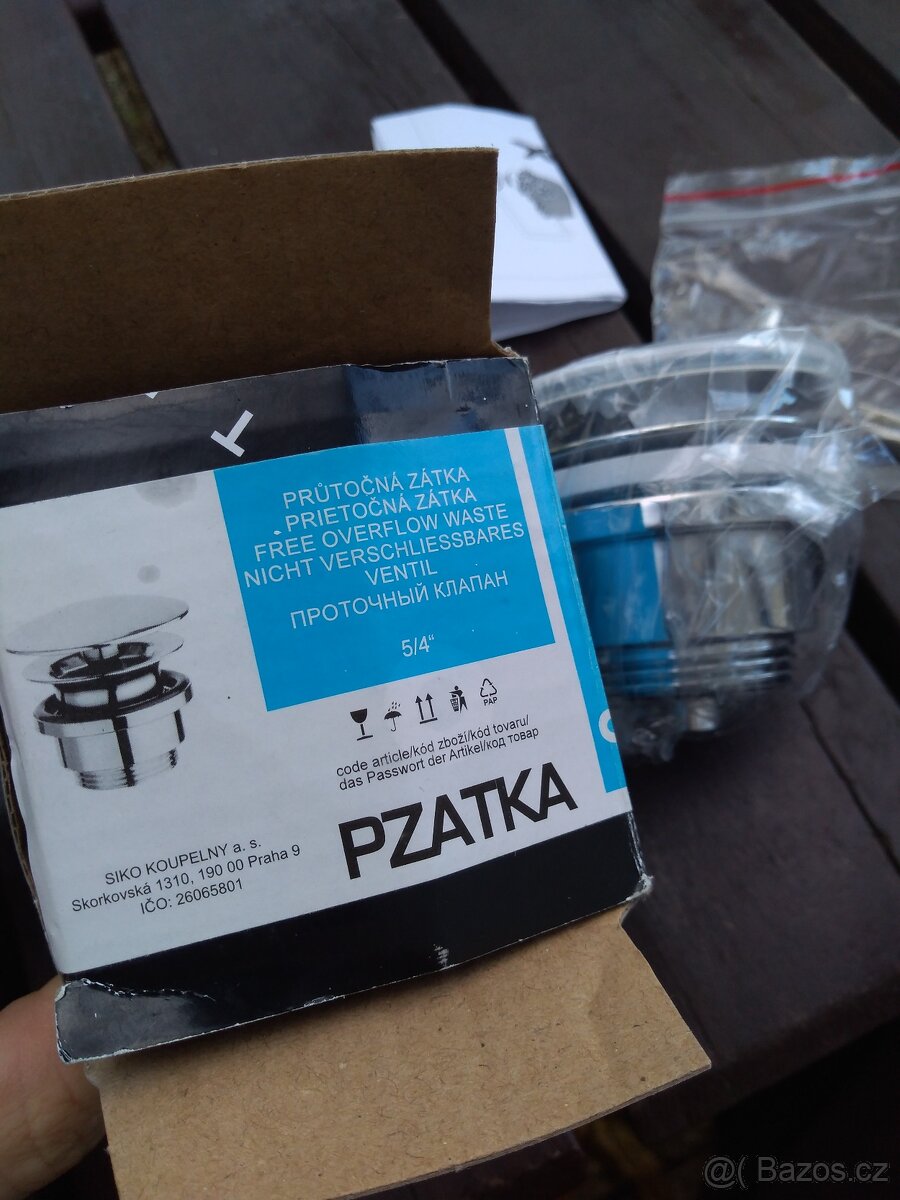 PRŮTOČNÁ ZÁTKA
PRIETOČNÁ ZÁTKA
FREE OVERFLOW WASTE
NICHT VERSCHLIESSBARES
VENTIL
ПРОТОЧНЫЙ КЛАПАН
5/4“
PAP
code article/kód zboží/kód tovaru/
das Passwort der Artikel/код товар
PZATKA
SIKO KOUPELNY a. s.
Skorkovská 1310, 190 00 Praha 9
IČO: 26065801
@( Bazos.cz